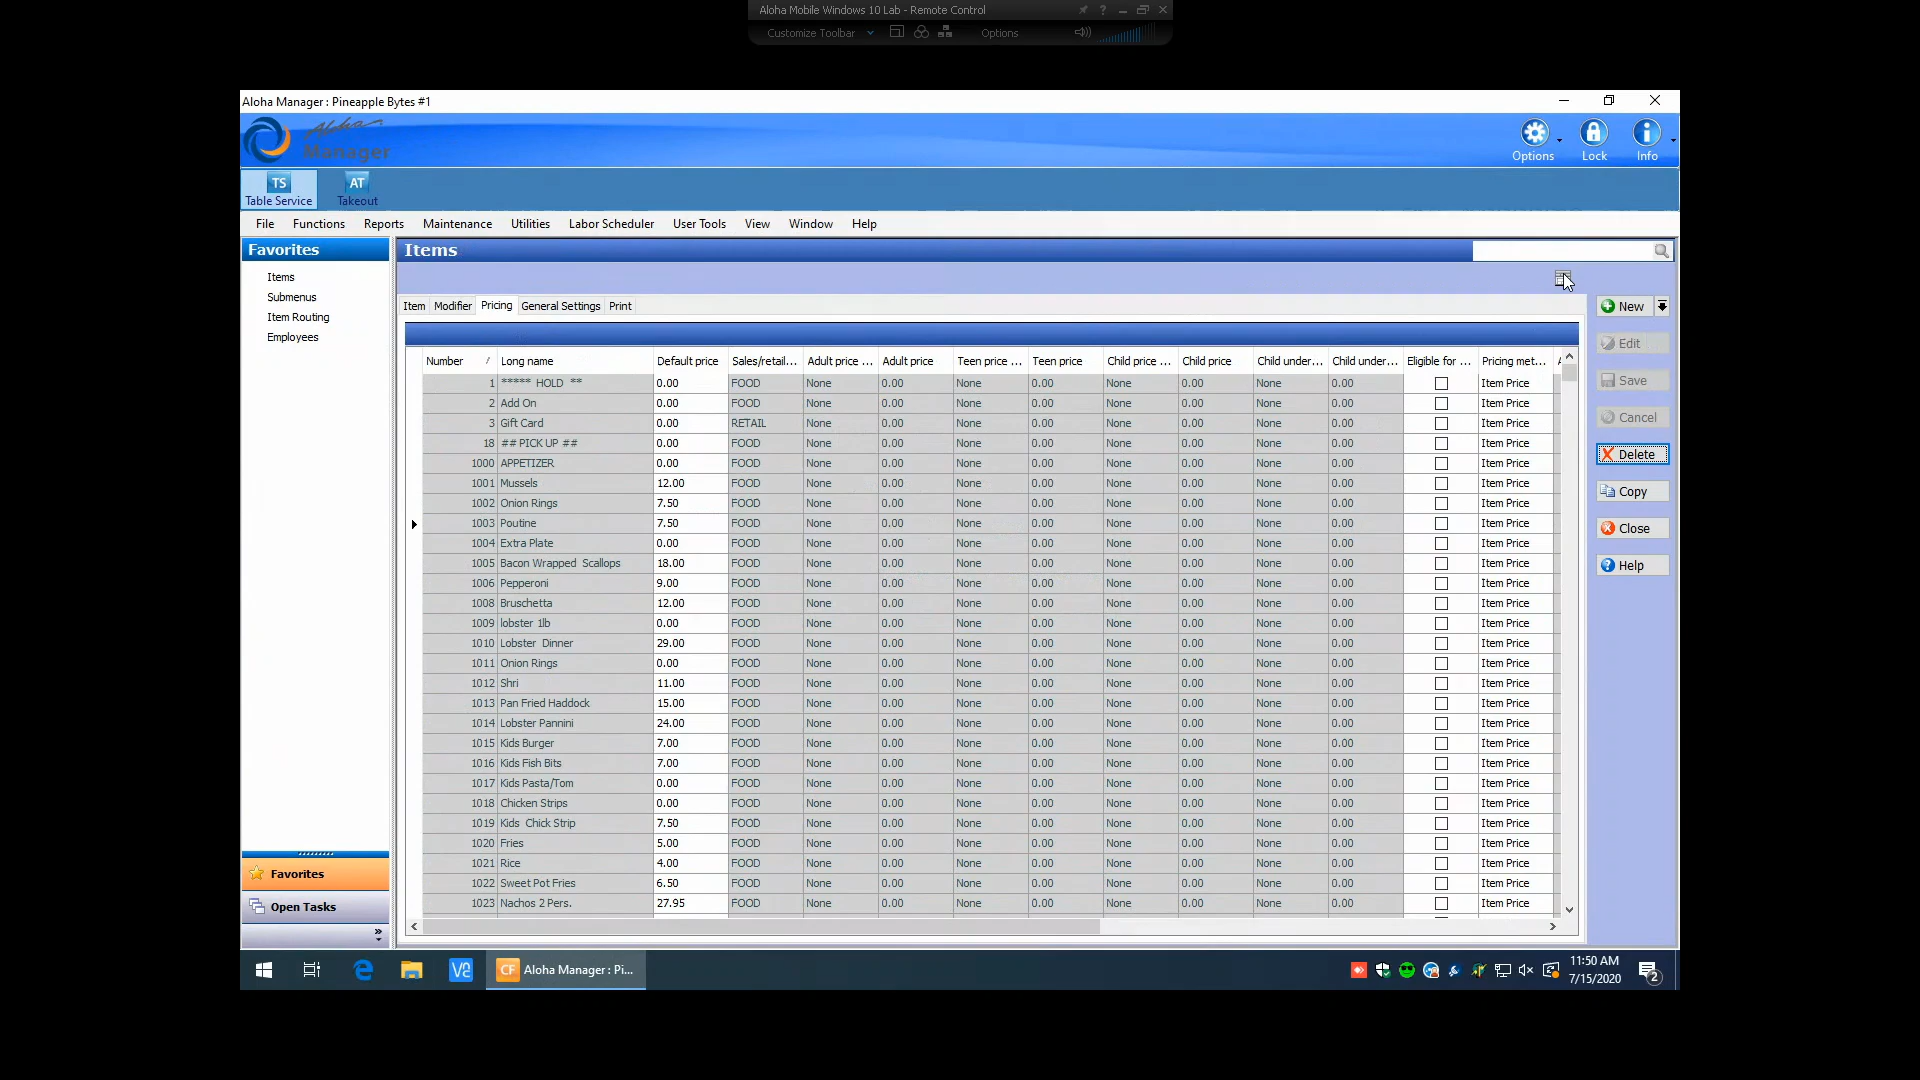 Aloha Mobile Windows 10 Lab - Remote Control
Customize Toolbar Options
Aloha Manager : Pineapple Bytes #1
Aloha Manager
Options Lock Info
TS AT
Table Service Takeout
File Functions Reports Maintenance Utilities Labor Scheduler User Tools View Window Help
Favorites Items
Items
Submenus
Item Routing
Employees
Item Modifier Pricing General Settings Print
Number Long name Default price Sales/retail... Adult price ... Adult price Teen price ... Teen price Child price ... Child price Child under... Child under... Eligible for ... Pricing met...
1 ***** HOLD ** 0.00 FOOD None 0.00 None 0.00 None 0.00 None 0.00 Item Price
2 Add On 0.00 FOOD None 0.00 None 0.00 None 0.00 None 0.00 Item Price
3 Gift Card 0.00 RETAIL None 0.00 None 0.00 None 0.00 None 0.00 Item Price
18 ## PICK UP ## 0.00 FOOD None 0.00 None 0.00 None 0.00 None 0.00 Item Price
1000 APPETIZER 0.00 FOOD None 0.00 None 0.00 None 0.00 None 0.00 Item Price
1001 Mussels 12.00 FOOD None 0.00 None 0.00 None 0.00 None 0.00 Item Price
1002 Onion Rings 7.50 FOOD None 0.00 None 0.00 None 0.00 None 0.00 Item Price
1003 Poutine 7.50 FOOD None 0.00 None 0.00 None 0.00 None 0.00 Item Price
1004 Extra Plate 0.00 FOOD None 0.00 None 0.00 None 0.00 None 0.00 Item Price
1005 Bacon Wrapped Scallops 18.00 FOOD None 0.00 None 0.00 None 0.00 None 0.00 Item Price
1006 Pepperoni 9.00 FOOD None 0.00 None 0.00 None 0.00 None 0.00 Item Price
1008 Bruschetta 12.00 FOOD None 0.00 None 0.00 None 0.00 None 0.00 Item Price
1009 lobster 1lb 0.00 FOOD None 0.00 None 0.00 None 0.00 None 0.00 Item Price
1010 Lobster Dinner 29.00 FOOD None 0.00 None 0.00 None 0.00 None 0.00 Item Price
1011 Onion Rings 0.00 FOOD None 0.00 None 0.00 None 0.00 None 0.00 Item Price
1012 Shri 11.00 FOOD None 0.00 None 0.00 None 0.00 None 0.00 Item Price
1013 Pan Fried Haddock 15.00 FOOD None 0.00 None 0.00 None 0.00 None 0.00 Item Price
1014 Lobster Pannini 24.00 FOOD None 0.00 None 0.00 None 0.00 None 0.00 Item Price
1015 Kids Burger 7.00 FOOD None 0.00 None 0.00 None 0.00 None 0.00 Item Price
1016 Kids Fish Bits 7.00 FOOD None 0.00 None 0.00 None 0.00 None 0.00 Item Price
1017 Kids Pasta/Tom 0.00 FOOD None 0.00 None 0.00 None 0.00 None 0.00 Item Price
1018 Chicken Strips 0.00 FOOD None 0.00 None 0.00 None 0.00 None 0.00 Item Price
1019 Kids Chick Strip 7.50 FOOD None 0.00 None 0.00 None 0.00 None 0.00 Item Price
1020 Fries 5.00 FOOD None 0.00 None 0.00 None 0.00 None 0.00 Item Price
1021 Rice 4.00 FOOD None 0.00 None 0.00 None 0.00 None 0.00 Item Price
1022 Sweet Pot Fries 6.50 FOOD None 0.00 None 0.00 None 0.00 None 0.00 Item Price
1023 Nachos 2 Pers. 27.95 FOOD None 0.00 None 0.00 None 0.00 None 0.00 Item Price
New
Edit
Save
Cancel
Delete
Copy
Close
Help
Favorites
Open Tasks
CF Aloha Manager : Pi...
11:50 AM
7/15/2020
2